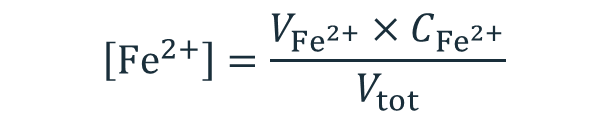 [Fe²⁺] = (V_Fe²⁺ × C_Fe²⁺) / V_tot